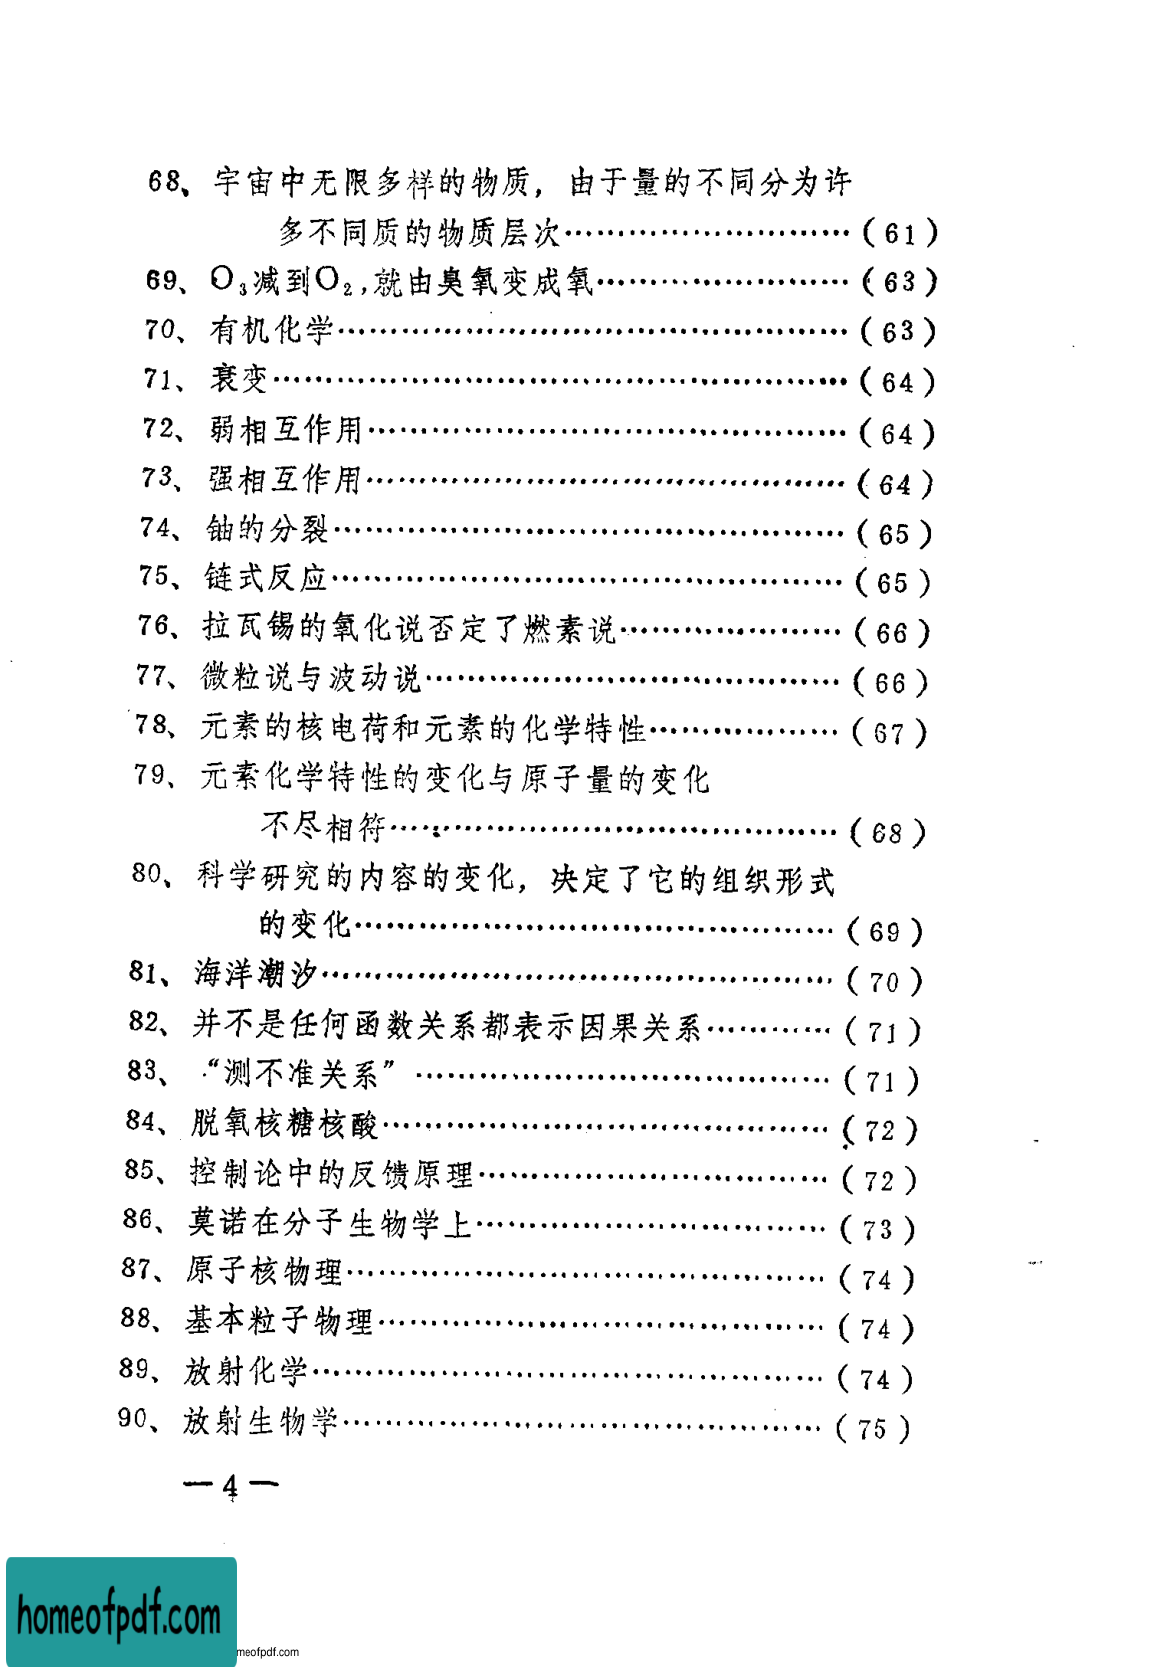 68、宇宙中无限多样的物质，由于量的不同分为许
多不同质的物质层次………………………(61)
69、O₃减到O₂,就由臭氧变成氧……………………(63)
70、有机化学…………………………………………(63)
71、衰变………………………………………………(64)
72、弱相互作用………………………………………(64)
73、强相互作用………………………………………(64)
74、铀的分裂…………………………………………(65)
75、链式反应…………………………………………(65)
76、拉瓦锡的氧化说否定了燃素说…………………(66)
77、微粒说与波动说…………………………………(66)
78、元素的核电荷和元素的化学特性………………(67)
79、元素化学特性的变化与原子量的变化
不尽相符……………………………………(68)
80、科学研究的内容的变化，决定了它的组织形式
的变化………………………………………(69)
81、海洋潮汐…………………………………………(70)
82、并不是任何函数关系都表示因果关系…………(71)
83、“测不准关系”…………………………………(71)
84、脱氧核糖核酸……………………………………(72)
85、控制论中的反馈原理……………………………(72)
86、莫诺在分子生物学上……………………………(73)
87、原子核物理………………………………………(74)
88、基本粒子物理……………………………………(74)
89、放射化学…………………………………………(74)
90、放射生物学………………………………………(75)
—4—
homeofpdf.com
meofpdf.com